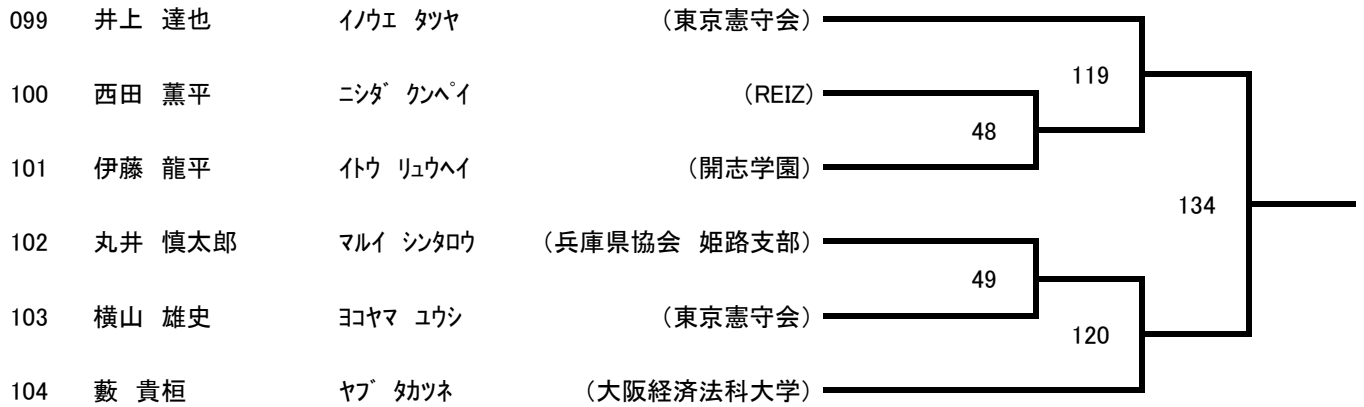 099 井上 達也 イノウエ タツヤ (東京憲守会)
119
100 西田 薫平 ニシダ クンペイ (REIZ)
48
101 伊藤 龍平 イトウ リュウヘイ (開志学園)
134
102 丸井 慎太郎 マルイ シンタロウ (兵庫県協会 姫路支部)
49
103 横山 雄史 ヨコヤマ ユウシ (東京憲守会)
120
104 藪 貴桓 ヤブ タカツネ (大阪経済法科大学)